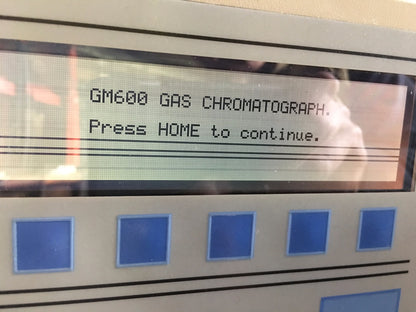 GM600 GAS CHROMATOGRAPH.
Press HOME to continue.